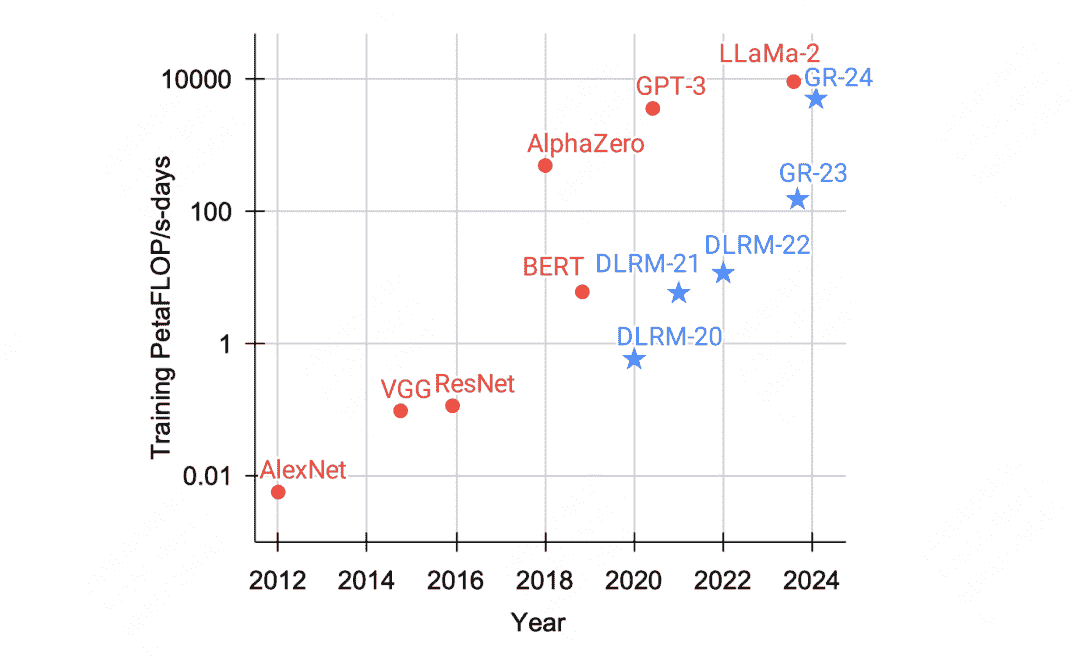 LLaMa-2
10000
GPT-3
GR-24
AlphaZero
GR-23
100
DLRM-22
BERT
DLRM-21
1
DLRM-20
VGG
ResNet
0.01
AlexNet
Training PetaFLOP/s-days
2012 2014 2016 2018 2020 2022 2024
Year